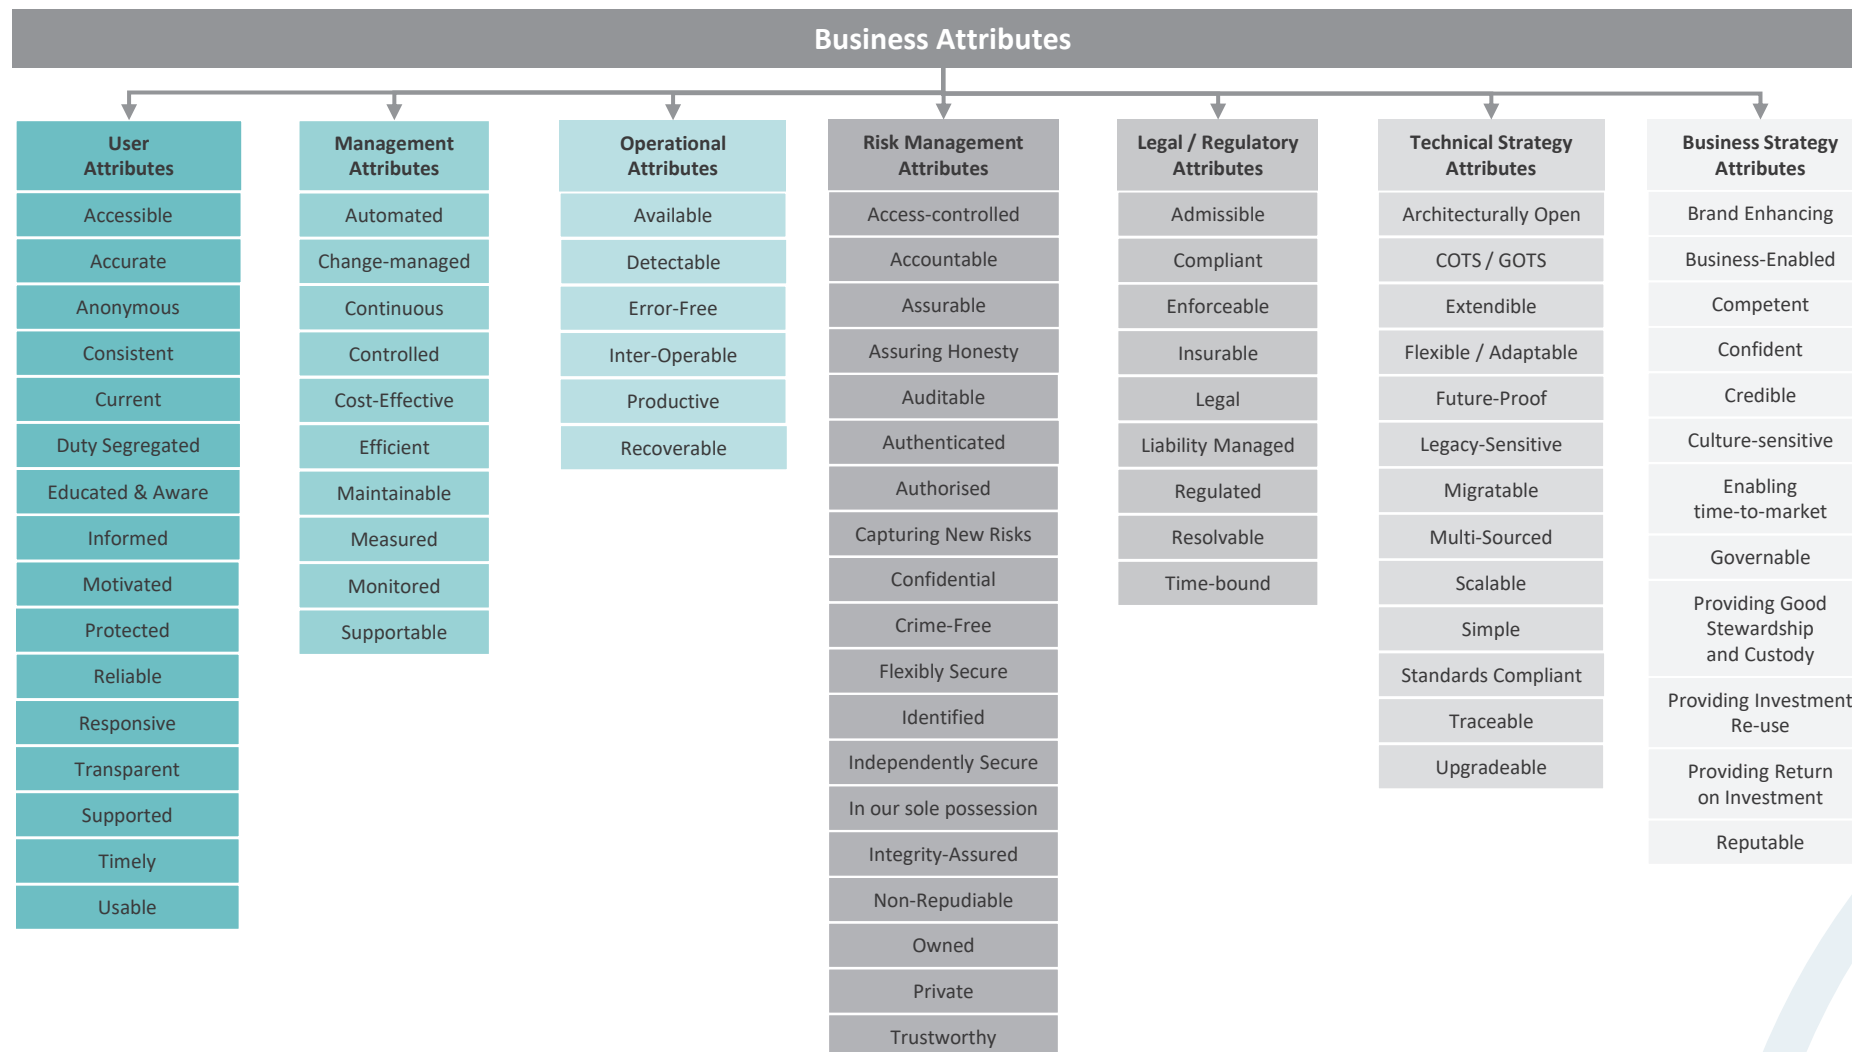 Business Attributes
User
Attributes
Accessible
Accurate
Anonymous
Consistent
Current
Duty Segregated
Educated & Aware
Informed
Motivated
Protected
Reliable
Responsive
Transparent
Supported
Timely
Usable
Management
Attributes
Automated
Change-managed
Continuous
Controlled
Cost-Effective
Efficient
Maintainable
Measured
Monitored
Supportable
Operational
Attributes
Available
Detectable
Error-Free
Inter-Operable
Productive
Recoverable
Risk Management
Attributes
Access-controlled
Accountable
Assurable
Assuring Honesty
Auditable
Authenticated
Authorised
Capturing New Risks
Confidential
Crime-Free
Flexibly Secure
Identified
Independently Secure
In our sole possession
Integrity-Assured
Non-Repudiable
Owned
Private
Trustworthy
Legal / Regulatory
Attributes
Admissible
Compliant
Enforceable
Insurable
Legal
Liability Managed
Regulated
Resolvable
Time-bound
Technical Strategy
Attributes
Architecturally Open
COTS / GOTS
Extendible
Flexible / Adaptable
Future-Proof
Legacy-Sensitive
Migratable
Multi-Sourced
Scalable
Simple
Standards Compliant
Traceable
Upgradeable
Business Strategy
Attributes
Brand Enhancing
Business-Enabled
Competent
Confident
Credible
Culture-sensitive
Enabling
time-to-market
Governable
Providing Good
Stewardship
and Custody
Providing Investment
Re-use
Providing Return
on Investment
Reputable